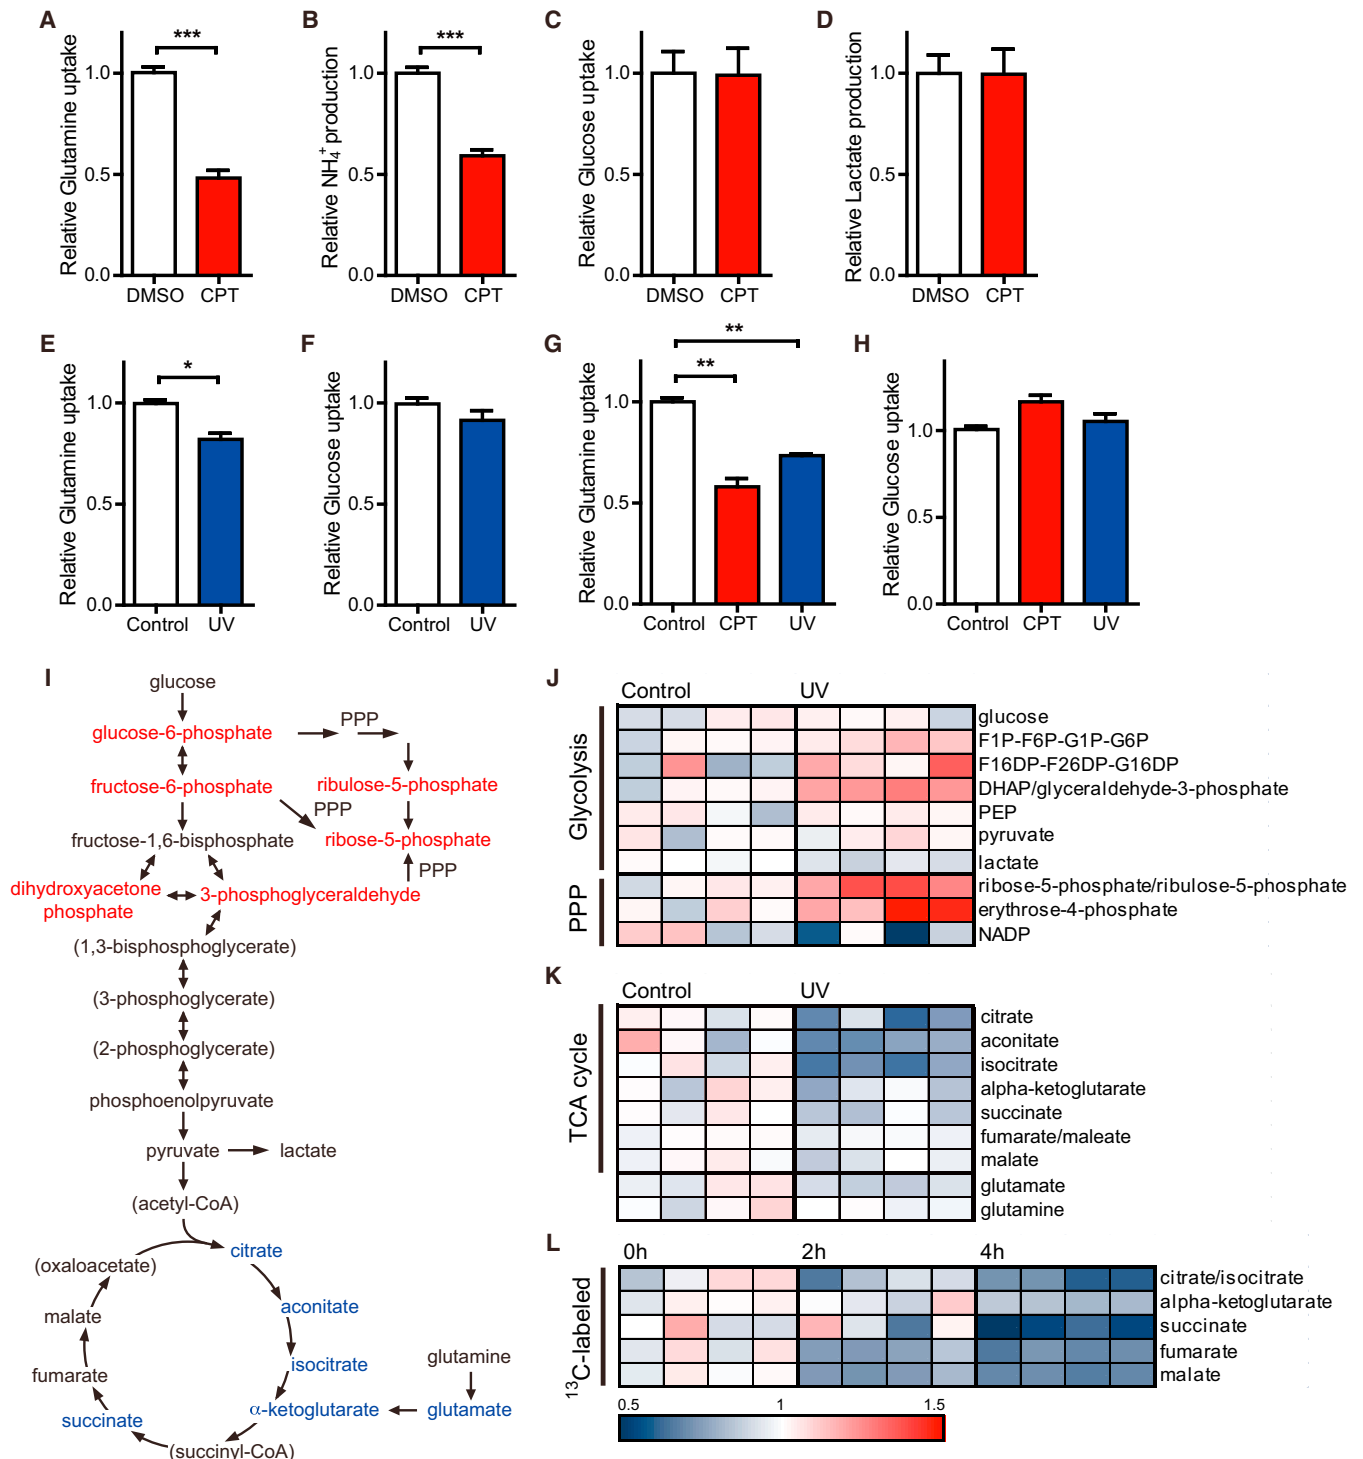 A
Relative Glutamine uptake
1.0
0.5
0.0
***
DMSO CPT
B
Relative NH4+ production
1.0
0.5
0.0
***
DMSO CPT
C
Relative Glucose uptake
1.0
0.5
0.0
DMSO CPT
D
Relative Lactate production
1.0
0.5
0.0
DMSO CPT
E
Relative Glutamine uptake
1.0
0.5
0.0
*
Control UV
F
Relative Glucose uptake
1.0
0.5
0.0
Control UV
G
Relative Glutamine uptake
1.0
0.5
0.0
**
**
Control CPT UV
H
Relative Glucose uptake
1.0
0.5
0.0
Control CPT UV
I
glucose
glucose-6-phosphate
PPP
fructose-6-phosphate
ribulose-5-phosphate
PPP
fructose-1,6-bisphosphate
ribose-5-phosphate
PPP
dihydroxyacetone
phosphate
3-phosphoglyceraldehyde
(1,3-bisphosphoglycerate)
(3-phosphoglycerate)
(2-phosphoglycerate)
phosphoenolpyruvate
pyruvate
lactate
(acetyl-CoA)
citrate
(oxaloacetate)
aconitate
malate
isocitrate
glutamine
fumarate
α-ketoglutarate
glutamate
succinate
(succinyl-CoA)
J
Control UV
Glycolysis
glucose
F1P-F6P-G1P-G6P
F16DP-F26DP-G16DP
DHAP/glyceraldehyde-3-phosphate
PEP
pyruvate
lactate
PPP
ribose-5-phosphate/ribulose-5-phosphate
erythrose-4-phosphate
NADP
K
Control UV
TCA cycle
citrate
aconitate
isocitrate
alpha-ketoglutarate
succinate
fumarate/maleate
malate
glutamate
glutamine
L
0h 2h 4h
13C-labeled
citrate/isocitrate
alpha-ketoglutarate
succinate
fumarate
malate
0.5 1 1.5